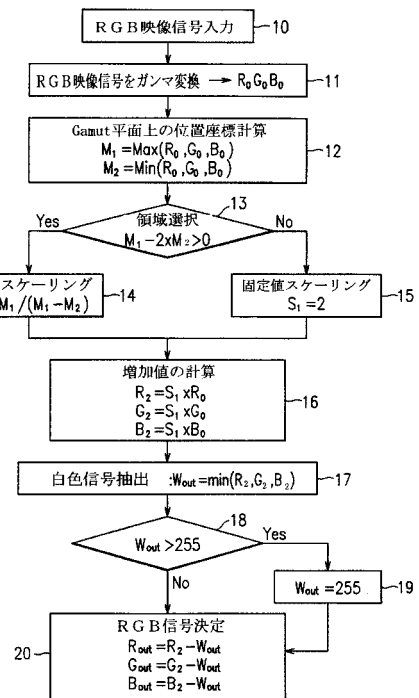 RGB映像信号入力
10
RGB映像信号をガンマ変換 → R₀G₀B₀
11
Gamut平面上の位置座標計算
M₁=Max(R₀,G₀,B₀)
M₂=Min(R₀,G₀,B₀)
12
13
Yes
領域選択
No
M₁-2xM₂>0
スケーリング
M₁/(M₁-M₂)
14
固定値スケーリング
S₁=2
15
増加値の計算
R₂=S₁xR₀
G₂=S₁xG₀
B₂=S₁xB₀
16
白色信号抽出 :Wout=min(R₂,G₂,B₂)
17
18
Wout>255
Yes
No
Wout=255
19
RGB信号決定
Rout=R₂-Wout
Gout=G₂-Wout
Bout=B₂-Wout
20